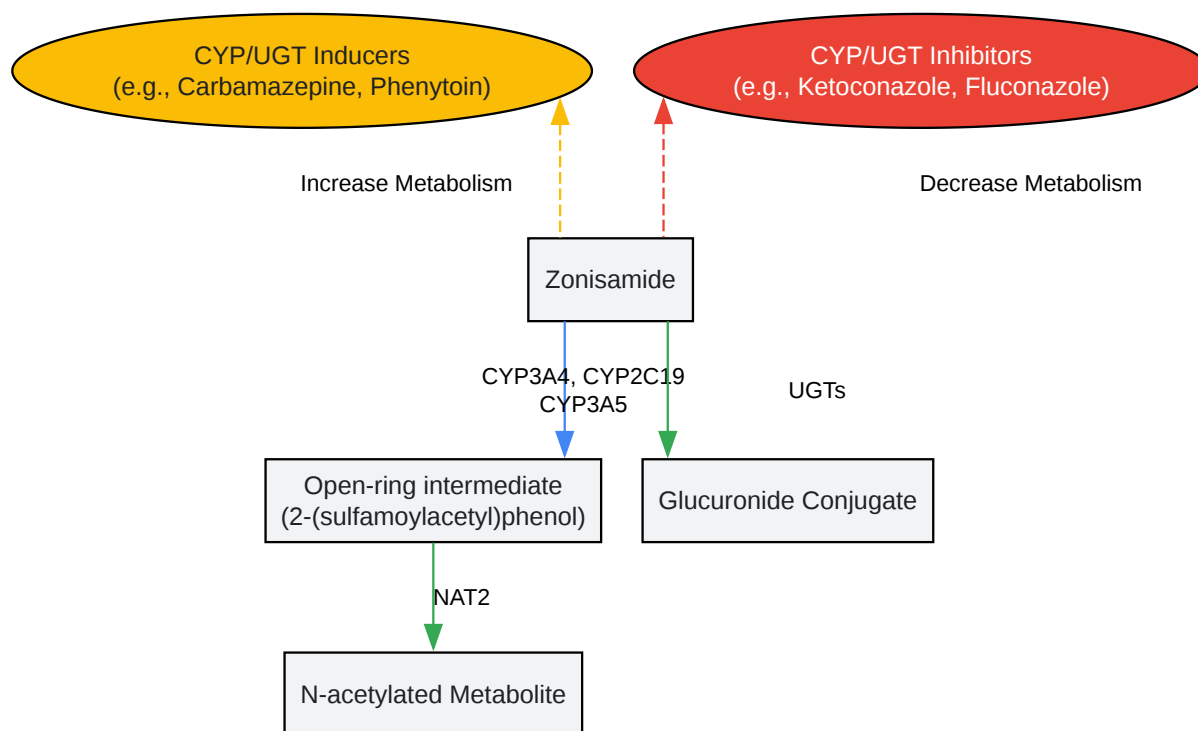 CYP/UGT Inducers
(e.g., Carbamazepine, Phenytoin)
CYP/UGT Inhibitors
(e.g., Ketoconazole, Fluconazole)
Increase Metabolism
Decrease Metabolism
Zonisamide
CYP3A4, CYP2C19
CYP3A5
UGTs
Open-ring intermediate
(2-(sulfamoylacetyl)phenol)
Glucuronide Conjugate
NAT2
N-acetylated Metabolite